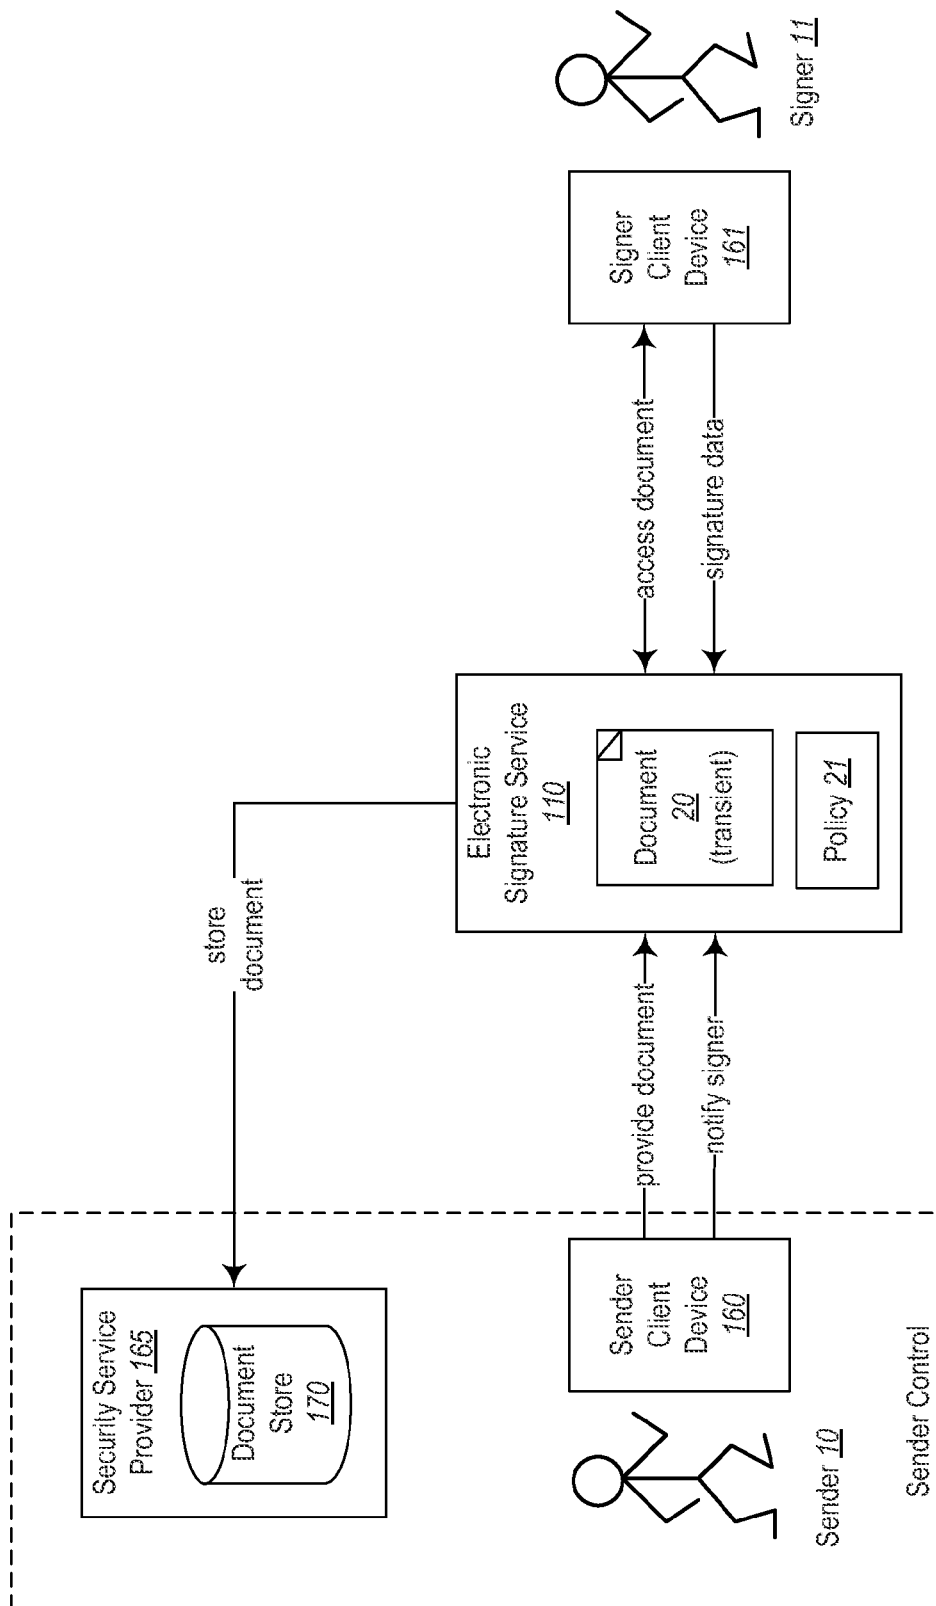 Security Service
Provider 165
Document
Store
170
store
document
Electronic
Signature Service
110
Document
20
(transient)
Policy 21
Sender 10
Sender
Client
Device
160
provide document
notify signer
access document
signature data
Signer
Client
Device
161
Signer 11
Sender Control